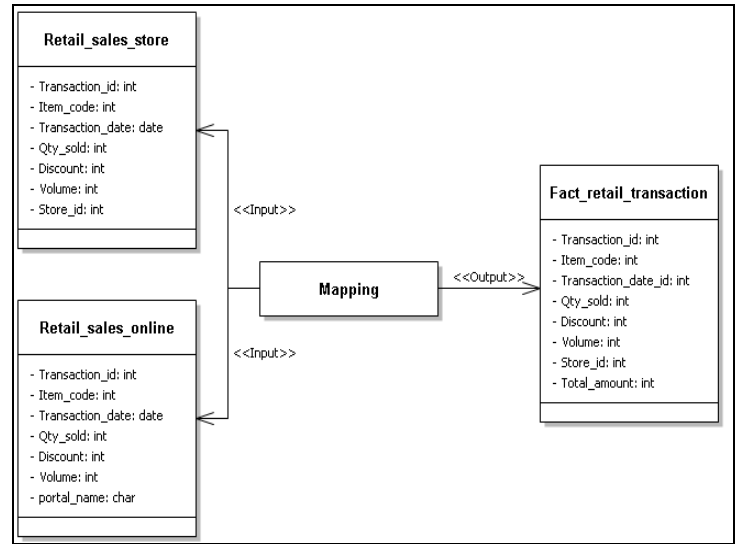 Retail_sales_store
- Transaction_id: int
- Item_code: int
- Transaction_date: date
- Qty_sold: int
- Discount: int
- Volume: int
- Store_id: int
<<Input>>
Mapping
<<Output>>
Fact_retail_transaction
- Transaction_id: int
- Item_code: int
- Transaction_date_id: int
- Qty_sold: int
- Discount: int
- Volume: int
- Store_id: int
- Total_amount: int
<<Input>>
Retail_sales_online
- Transaction_id: int
- Item_code: int
- Transaction_date: date
- Qty_sold: int
- Discount: int
- Volume: int
- portal_name: char